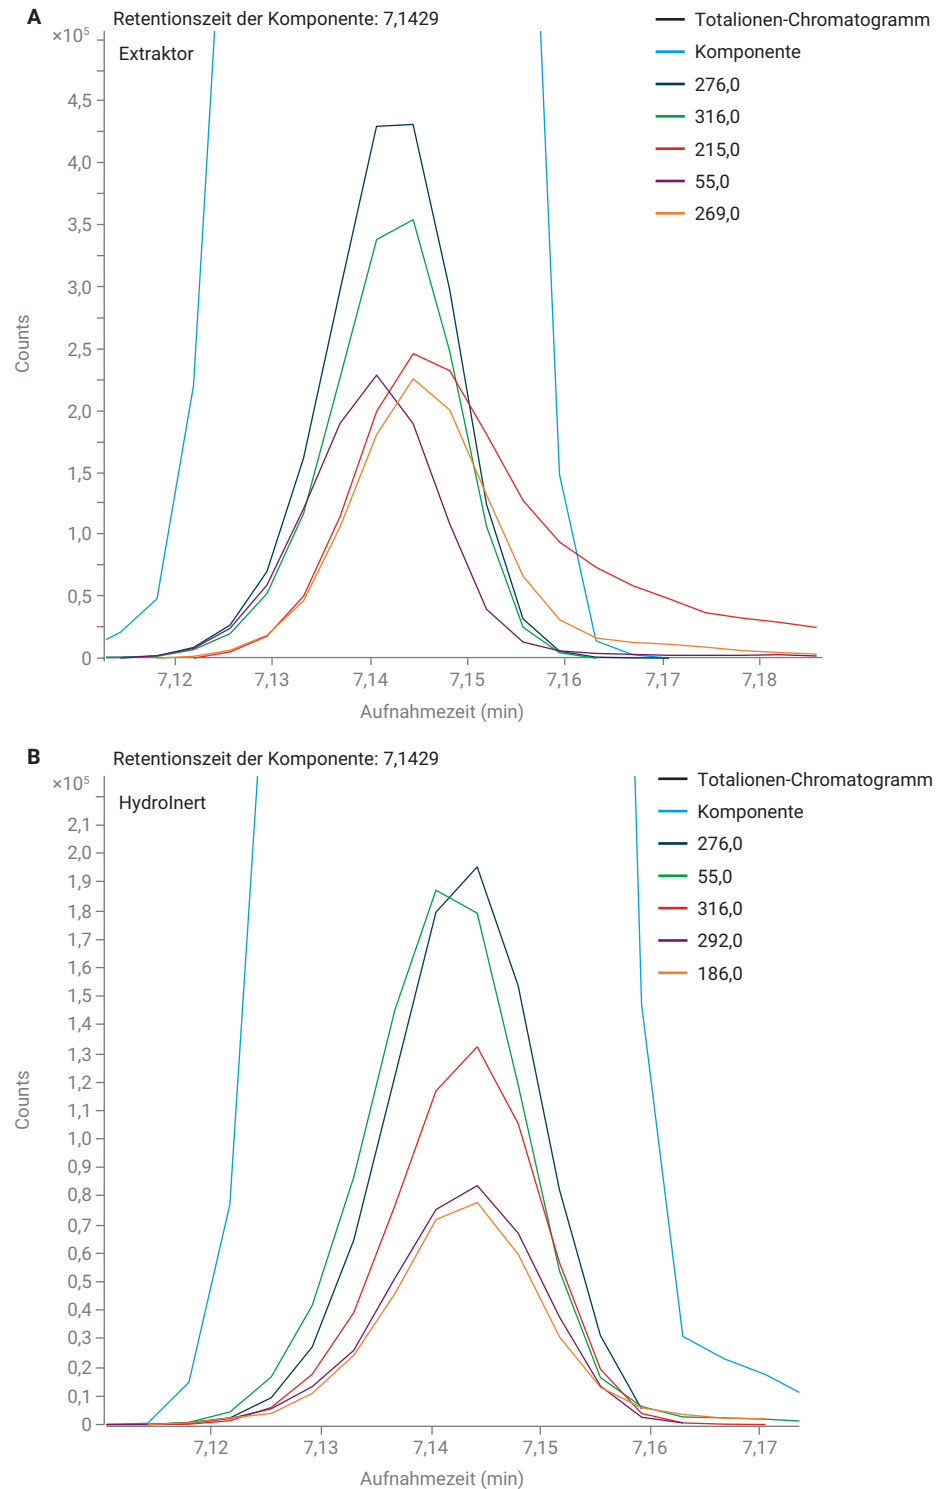 A
Retentionszeit der Komponente: 7,1429
×10⁵
Extraktor
Totalionen-Chromatogramm
Komponente
276,0
316,0
215,0
55,0
269,0
4,5
4,0
3,5
3,0
2,5
2,0
1,5
1,0
0,5
0
Counts
7,12 7,13 7,14 7,15 7,16 7,17 7,18
Aufnahmezeit (min)
B
Retentionszeit der Komponente: 7,1429
×10⁵
HydroInert
Totalionen-Chromatogramm
Komponente
276,0
55,0
316,0
292,0
186,0
2,1
2,0
1,9
1,8
1,7
1,6
1,5
1,4
1,3
1,2
1,1
1,0
0,9
0,8
0,7
0,6
0,5
0,4
0,3
0,2
0,1
0
Counts
7,12 7,13 7,14 7,15 7,16 7,17
Aufnahmezeit (min)